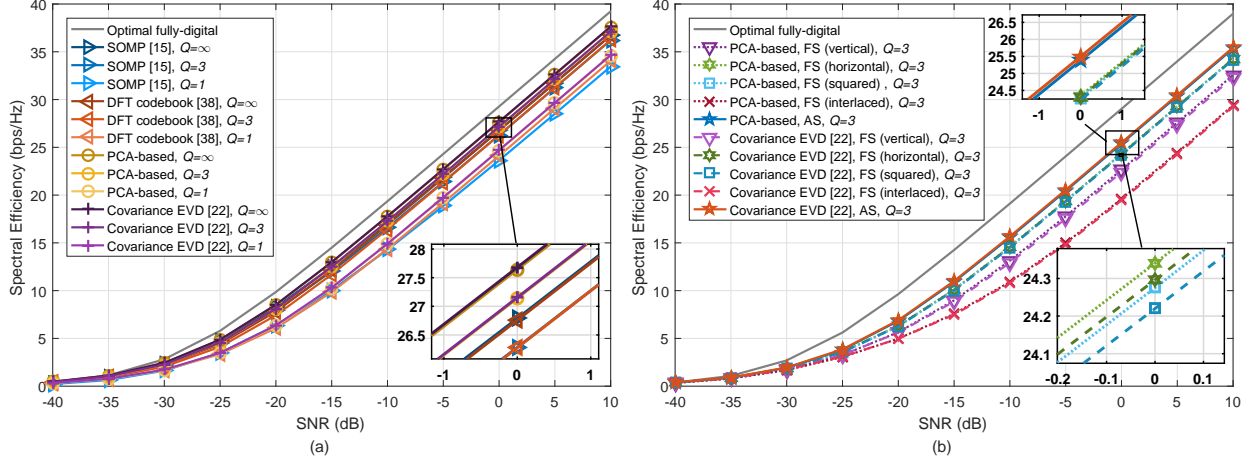 Optimal fully-digital
SOMP [15], Q=∞
SOMP [15], Q=3
SOMP [15], Q=1
DFT codebook [38], Q=∞
DFT codebook [38], Q=3
DFT codebook [38], Q=1
PCA-based, Q=∞
PCA-based, Q=3
PCA-based, Q=1
Covariance EVD [22], Q=∞
Covariance EVD [22], Q=3
Covariance EVD [22], Q=1
Spectral Efficiency (bps/Hz)
40
35
30
25
20
15
10
5
0
28
27.5
27
26.5
-1 0 1
-40 -35 -30 -25 -20 -15 -10 -5 0 5 10
SNR (dB)
(a)
Optimal fully-digital
PCA-based, FS (vertical), Q=3
PCA-based, FS (horizontal), Q=3
PCA-based, FS (squared) , Q=3
PCA-based, FS (interlaced), Q=3
PCA-based, AS, Q=3
Covariance EVD [22], FS (vertical), Q=3
Covariance EVD [22], FS (horizontal), Q=3
Covariance EVD [22], FS (squared), Q=3
Covariance EVD [22], FS (interlaced), Q=3
Covariance EVD [22], AS, Q=3
Spectral Efficiency (bps/Hz)
40
35
30
25
20
15
10
5
0
26.5
26
25.5
25
24.5
-1 0 1
24.3
24.2
24.1
-0.2 -0.1 0 0.1
-40 -35 -30 -25 -20 -15 -10 -5 0 5 10
SNR (dB)
(b)